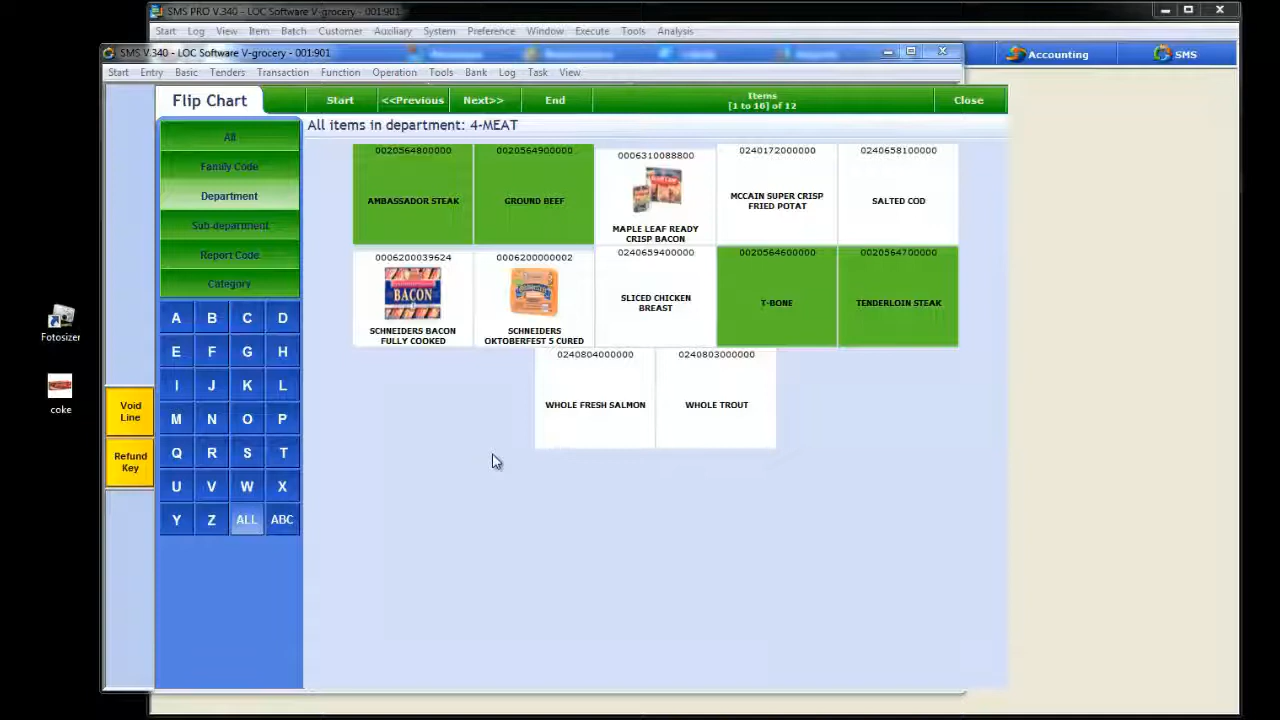 SMS PRO V.340 - LOC Software V-grocery - 001:901
Start Log View Item Batch Customer Auxiliary System Preference Window Execute Tools Analysis
SMS V.340 - LOC Software V-grocery - 001:901
Accounting SMS
Start Entry Basic Tenders Transaction Function Operation Tools Bank Log Task View
Flip Chart Start <<Previous Next>> End Items Close
[1 to 16] of 12
All items in department: 4-MEAT
All
Family Code
Department
Sub department
Report Code
Category
A B C D
E F G H
I J K L
M N O P
Q R S T
U V W X
Y Z ALL ABC
Void
Line
Refund
Key
0020564800000
AMBASSADOR STEAK
0020564900000
GROUND BEEF
0006310088800
MAPLE LEAF READY
CRISP BACON
0240172000000
MCCAIN SUPER CRISP
FRIED POTAT
0240658100000
SALTED COD
0006200039624
BACON
SCHNEIDERS BACON
FULLY COOKED
0006200000002
SCHNEIDERS
OKTOBERFEST 5 CURED
0240659400000
SLICED CHICKEN
BREAST
0020564600000
T-BONE
0020564700000
TENDERLOIN STEAK
0240804000000
WHOLE FRESH SALMON
0240803000000
WHOLE TROUT
Fotosizer
coke